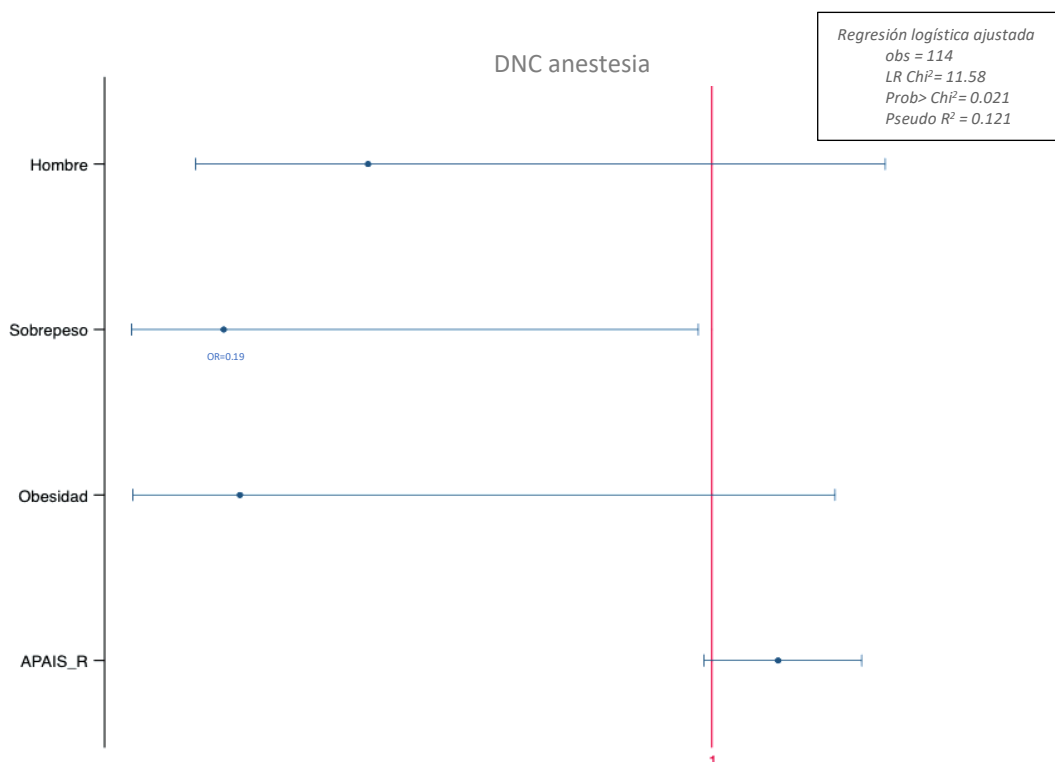 Regresión logística ajustada
obs = 114
LR Chi²= 11.58
Prob> Chi²= 0.021
Pseudo R² = 0.121
DNC anestesia
Hombre
Sobrepeso
OR=0.19
Obesidad
APAIS_R
1